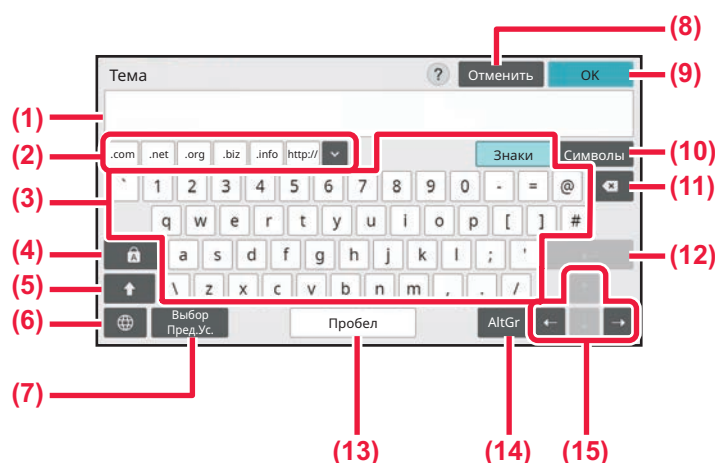 (8)
Тема ? Отменить OK (9)
(1)
(2) .com .net .org .biz .info http:// Знаки Символы (10)
(3) ` 1 2 3 4 5 6 7 8 9 0 - = @ (11)
q w e r t y u i o p [ ] #
(4) A a s d f g h j k l ; ' (12)
(5) \ z x c v b n m , . /
(6) Выбор
Пред.Ус. Пробел AltGr
(7)
(13) (14) (15)